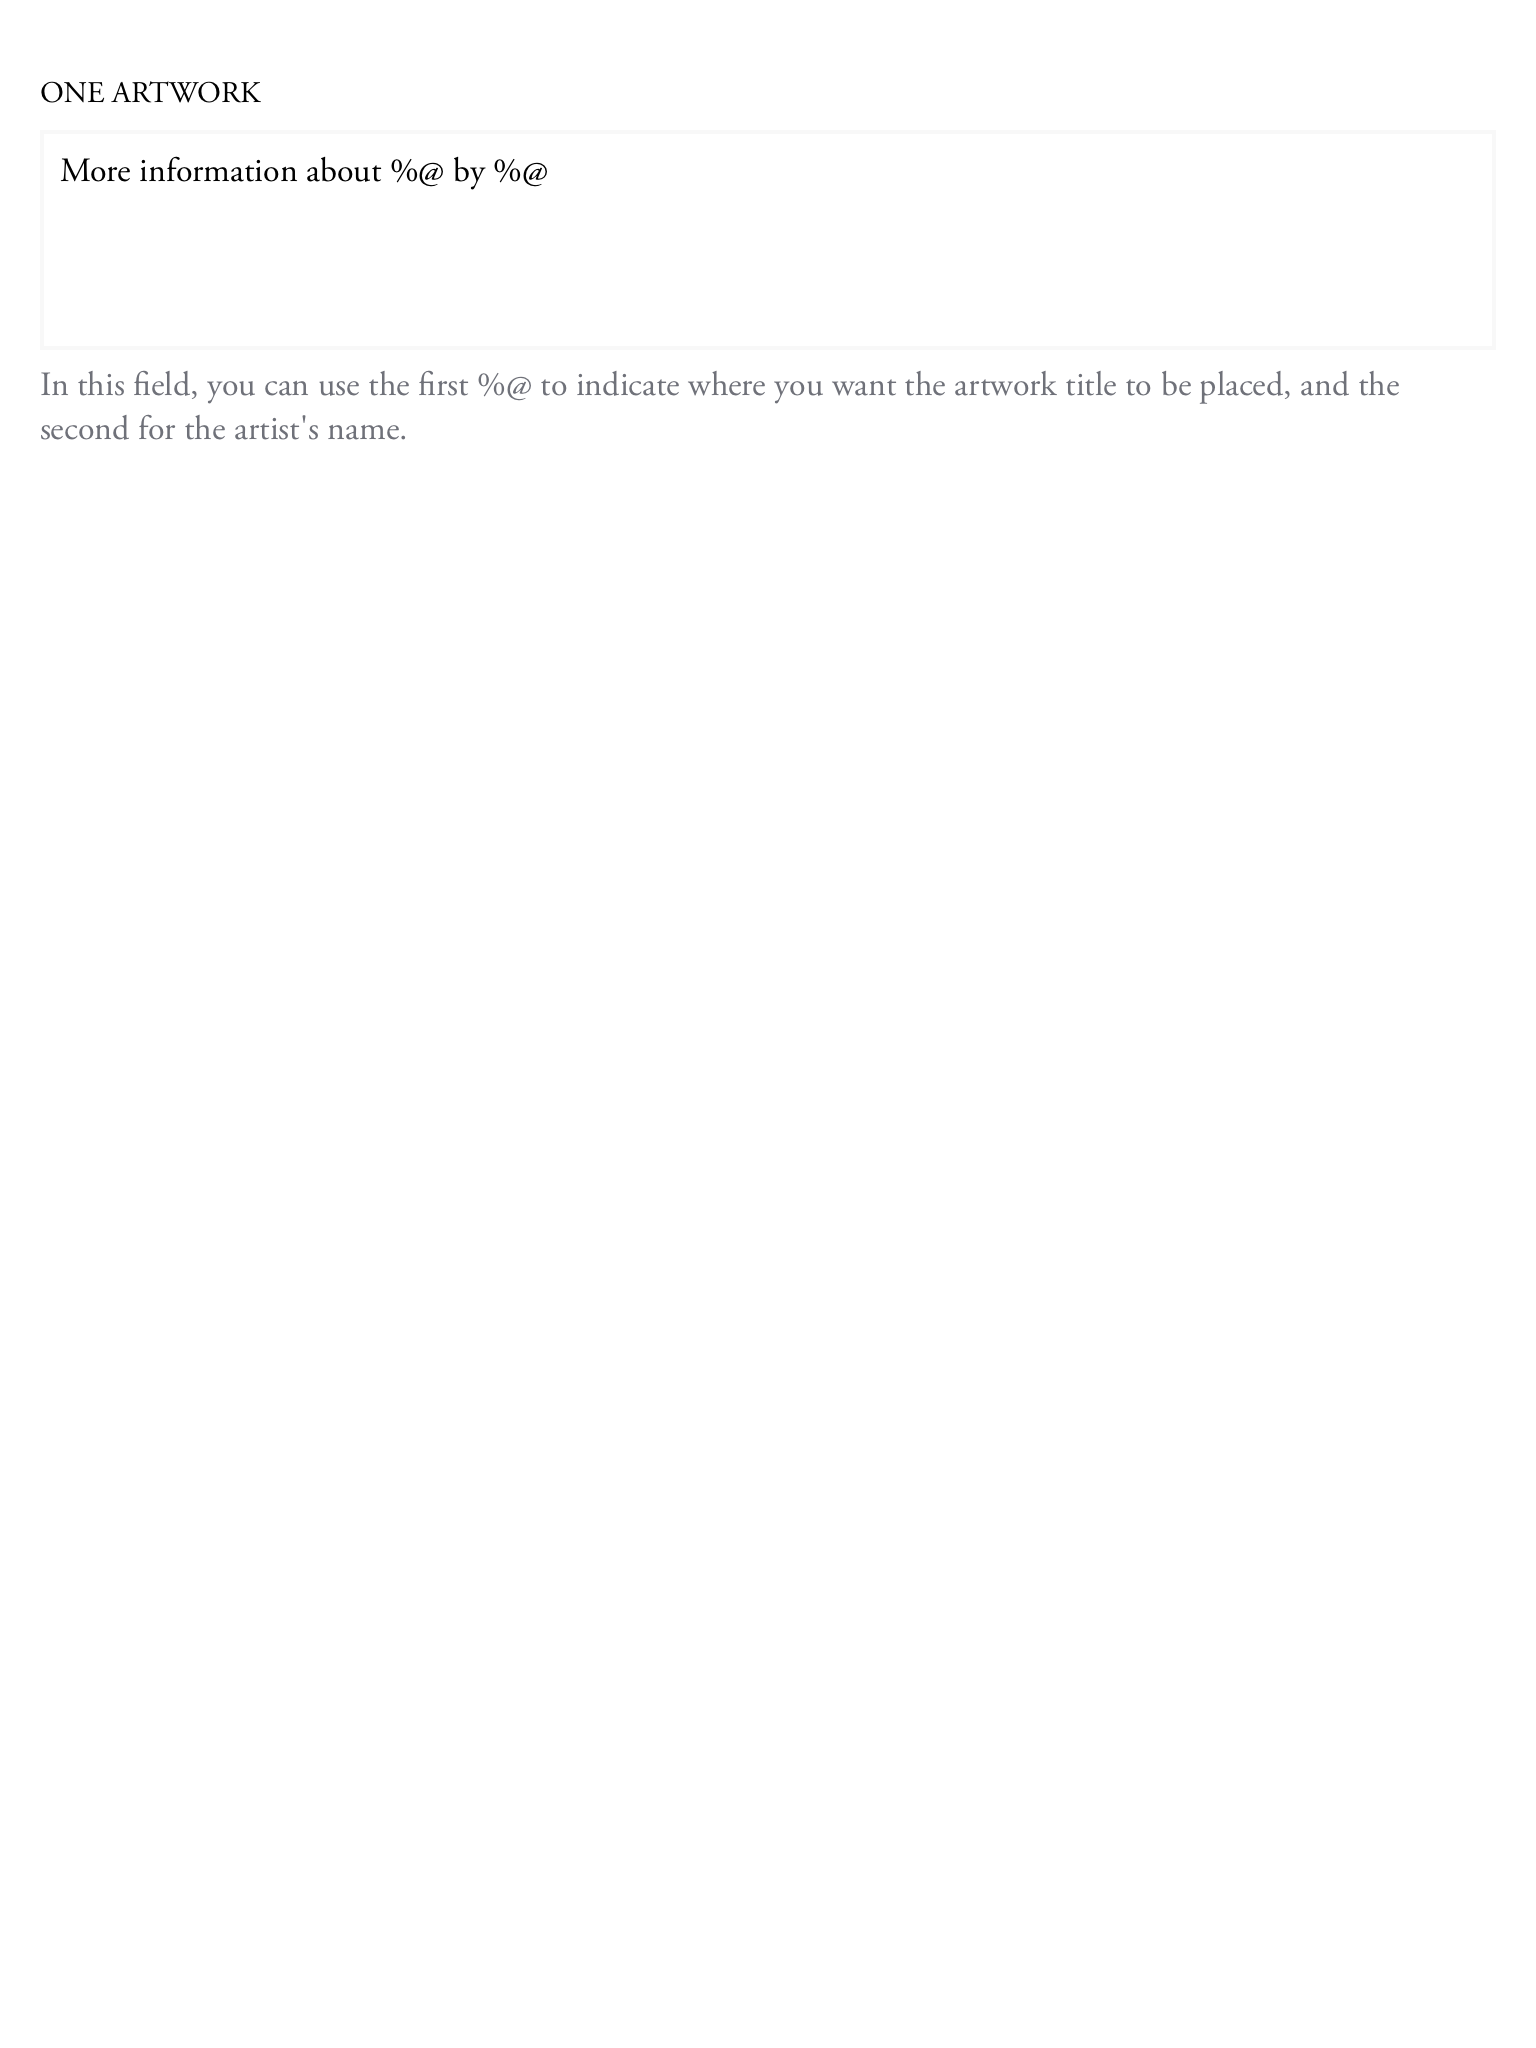 ONE ARTWORK
More information about %@ by %@
In this field, you can use the first %@ to indicate where you want the artwork title to be placed, and the
second for the artist's name.